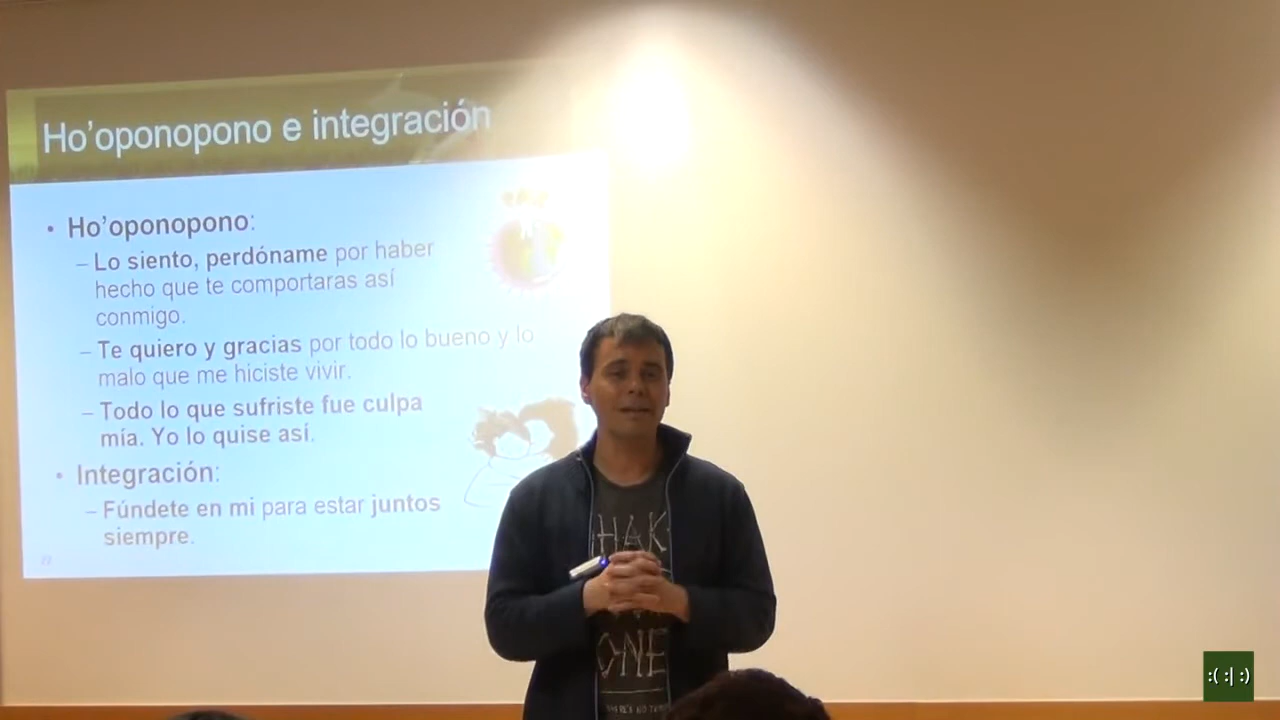 Ho'oponopono e integración
• Ho'oponopono:
– Lo siento, perdóname por haber
hecho que te comportaras así
conmigo.
– Te quiero y gracias por todo lo bueno y lo
malo que me hiciste vivir.
– Todo lo que sufriste fue culpa
mía. Yo lo quise así.
• Integración:
– Fúndete en mi para estar juntos
siempre.
ONE
:( :| :)